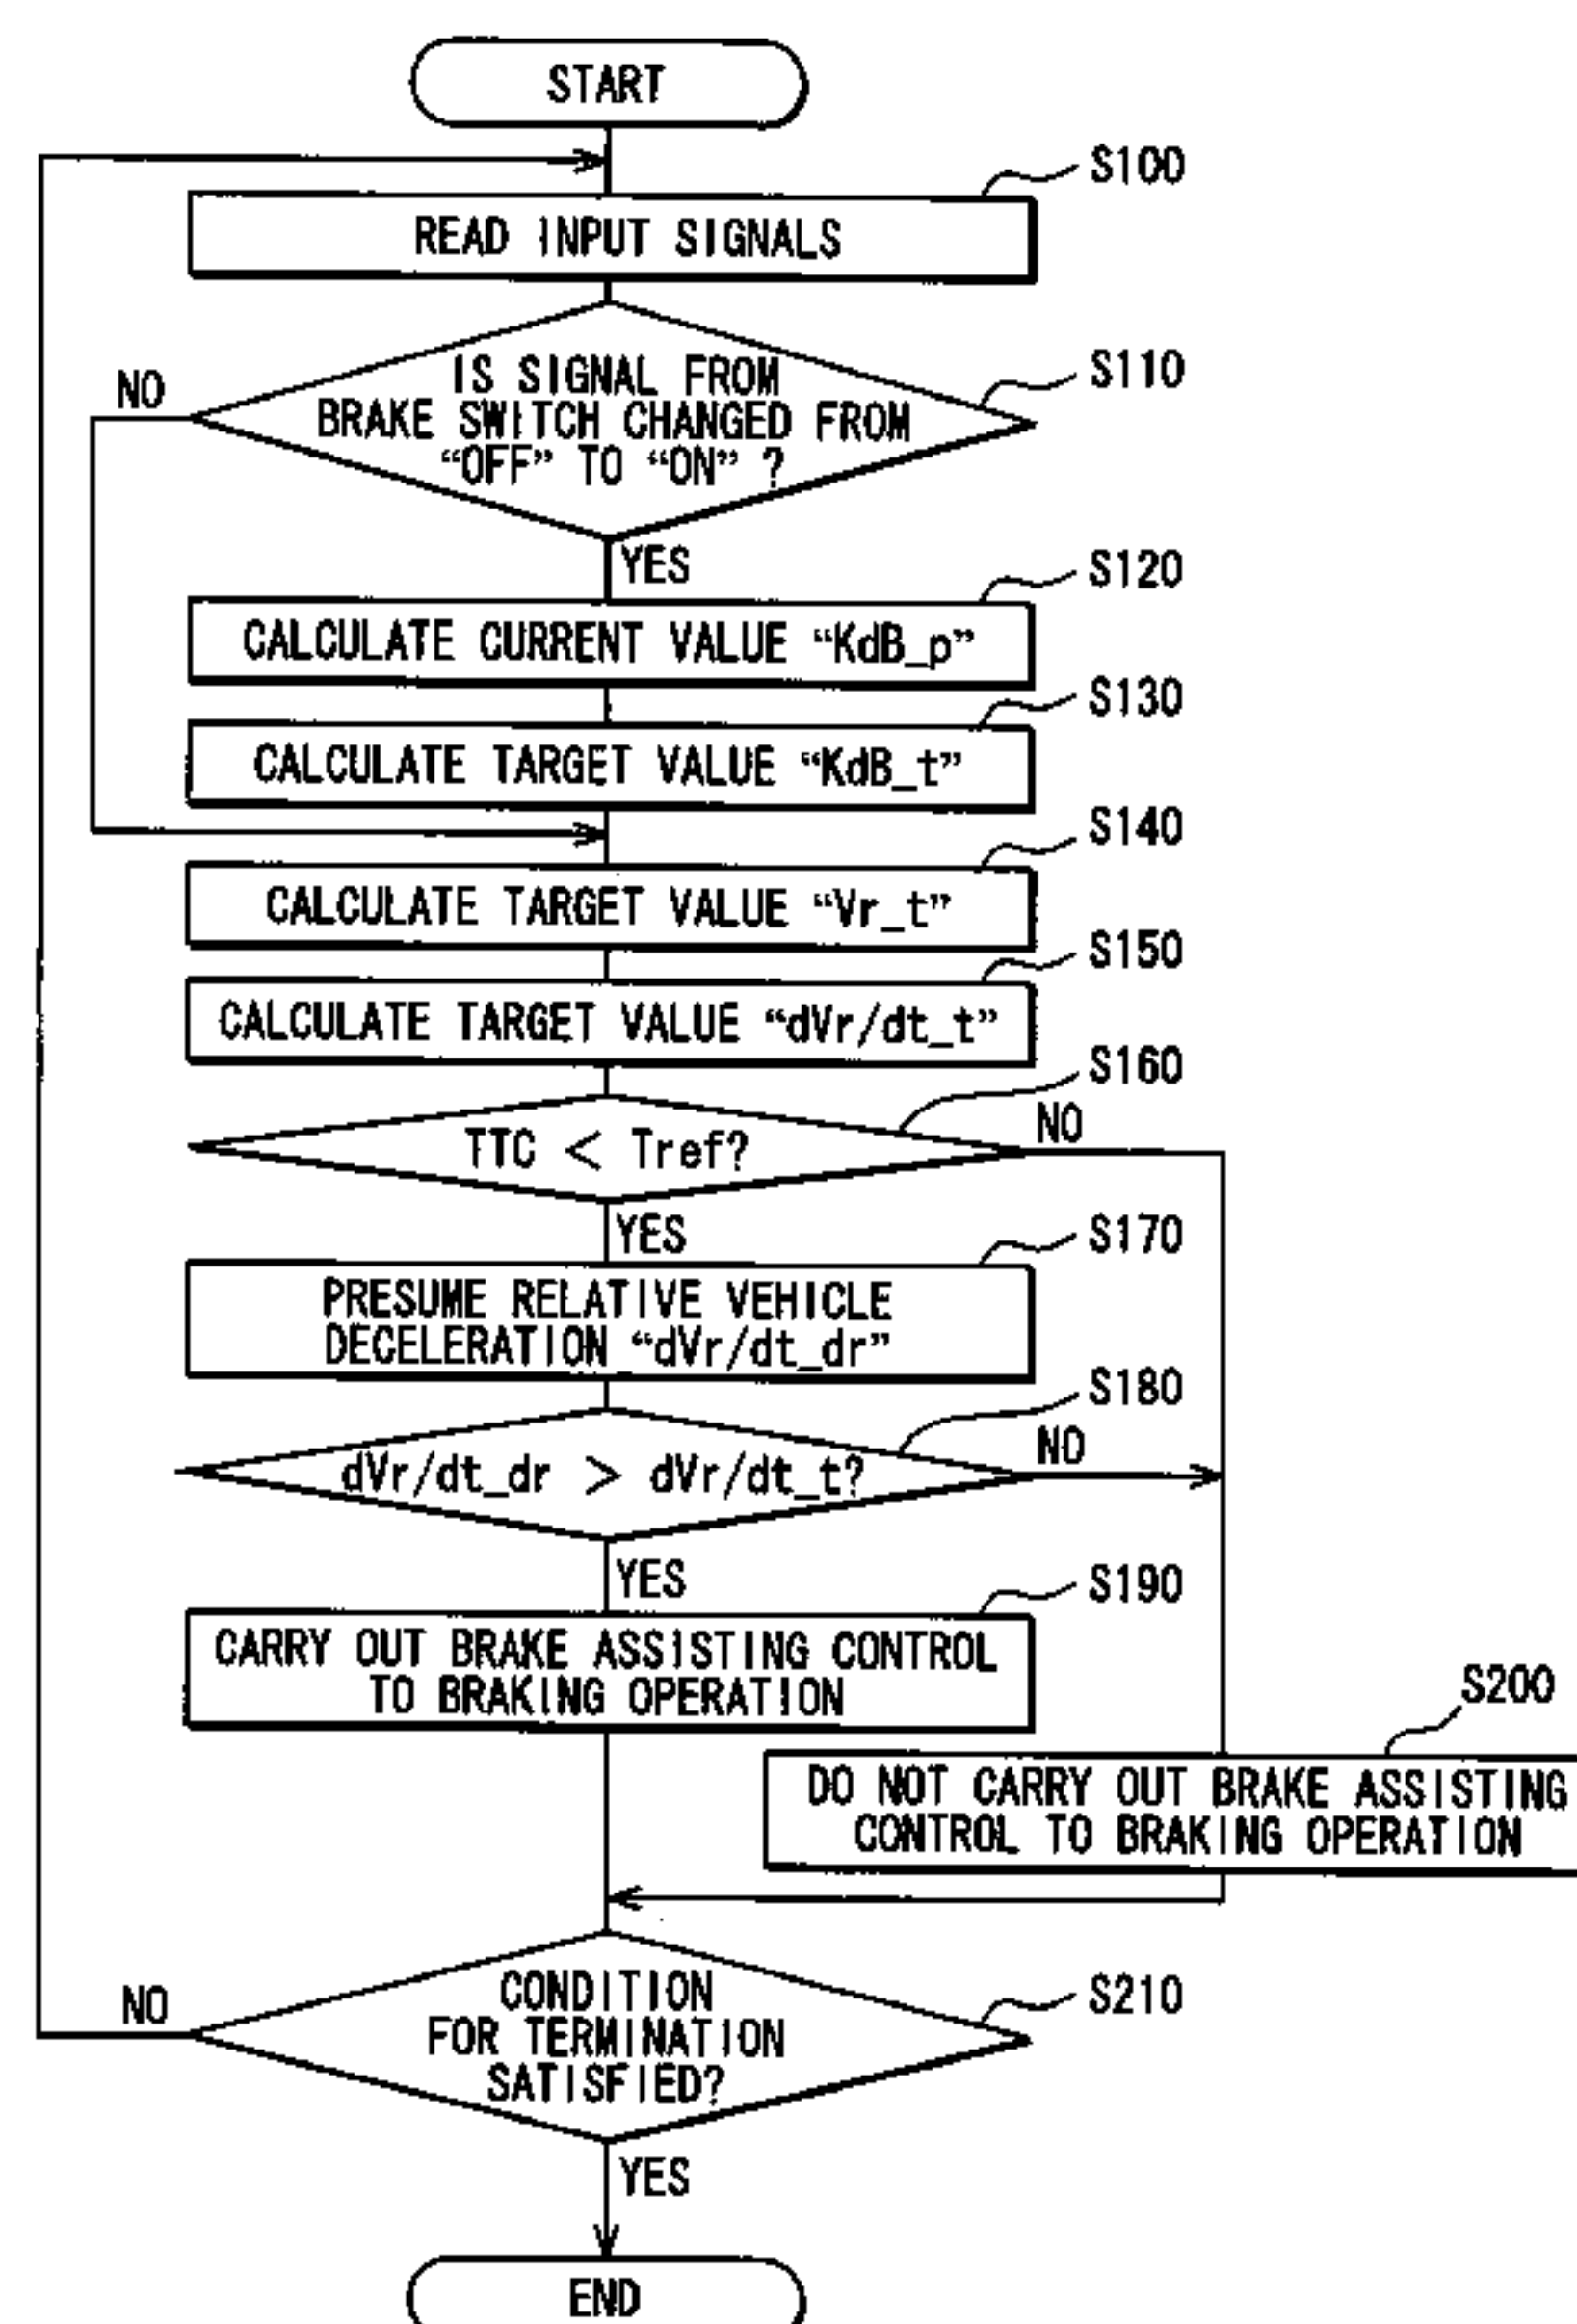 START
S100
READ INPUT SIGNALS
S110
NO
IS SIGNAL FROM
BRAKE SWITCH CHANGED FROM
“OFF” TO “ON” ?
YES
S120
CALCULATE CURRENT VALUE “KdB_p”
S130
CALCULATE TARGET VALUE “KdB_t”
S140
CALCULATE TARGET VALUE “Vr_t”
S150
CALCULATE TARGET VALUE “dVr/dt_t”
S160
NO
TTC < Tref?
YES
S170
PRESUME RELATIVE VEHICLE
DECELERATION “dVr/dt_dr”
S180
NO
dVr/dt_dr > dVr/dt_t?
YES
S190
CARRY OUT BRAKE ASSISTING CONTROL
TO BRAKING OPERATION
S200
DO NOT CARRY OUT BRAKE ASSISTING
CONTROL TO BRAKING OPERATION
S210
NO
CONDITION
FOR TERMINATION
SATISFIED?
YES
END